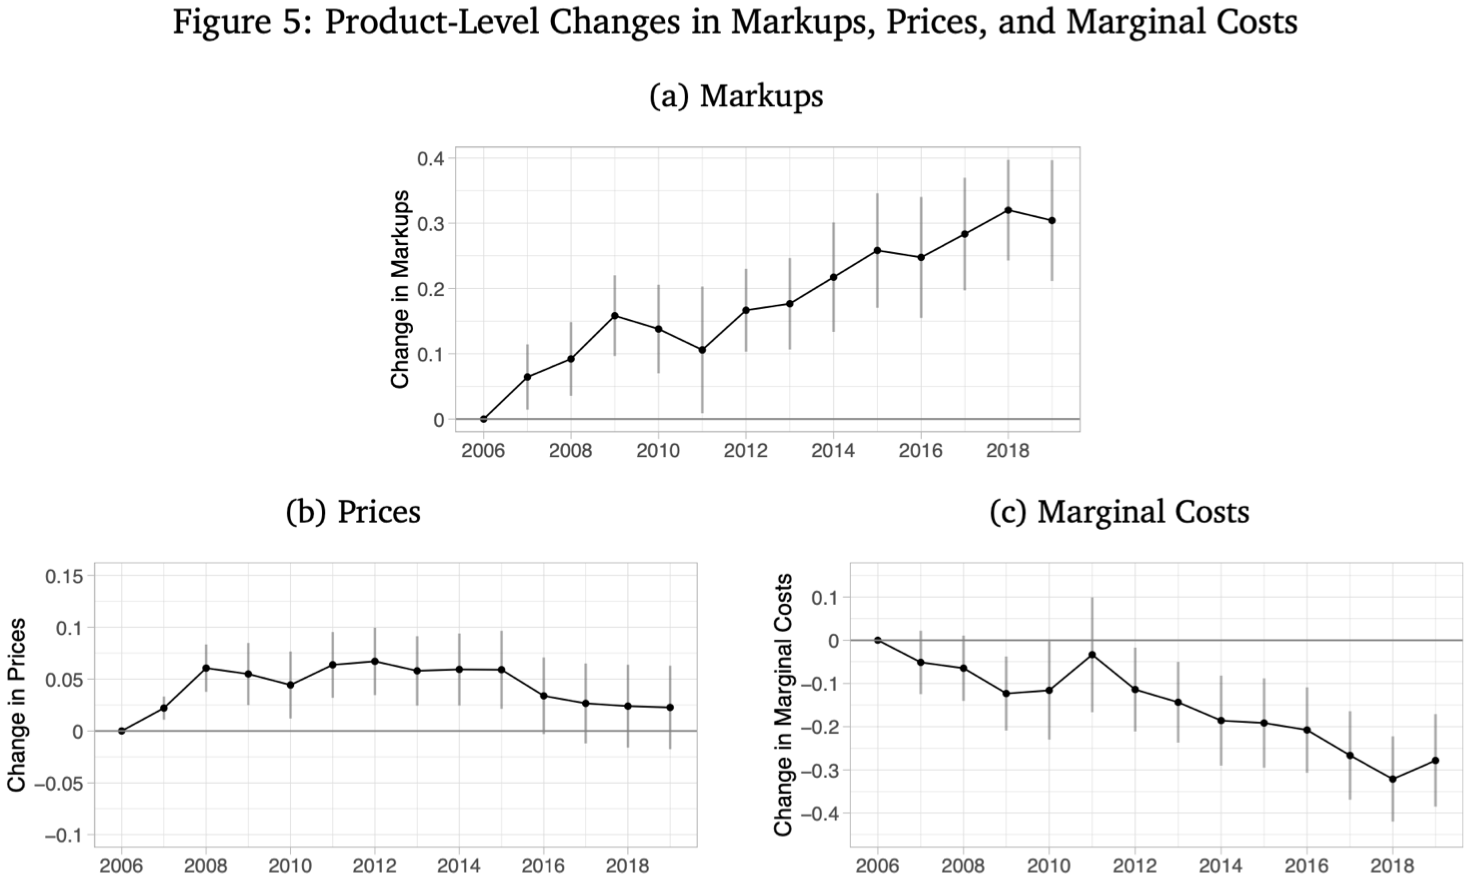 Figure 5: Product-Level Changes in Markups, Prices, and Marginal Costs
(a) Markups
Change in Markups
0.4
0.3
0.2
0.1
0
2006 2008 2010 2012 2014 2016 2018
(b) Prices
Change in Prices
0.15
0.1
0.05
0
−0.05
−0.1
2006 2008 2010 2012 2014 2016 2018
(c) Marginal Costs
Change in Marginal Costs
0.1
0
−0.1
−0.2
−0.3
−0.4
2006 2008 2010 2012 2014 2016 2018